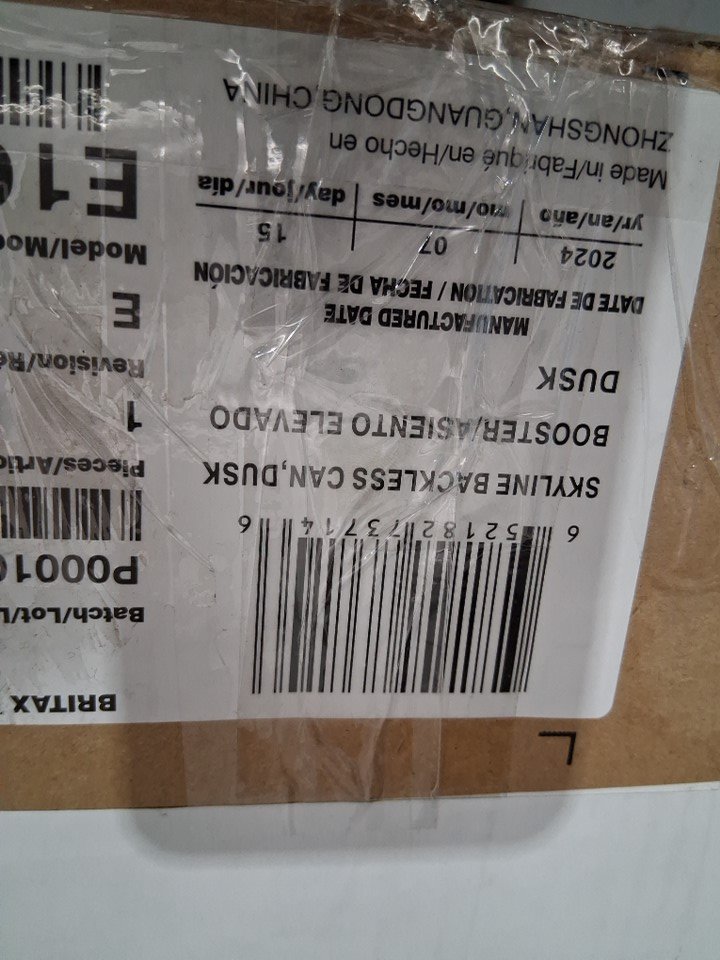 6 52182 73714 6
SKYLINE BACKLESS CAN,DUSK
BOOSTER/ASIENTO ELEVADO
DUSK
MANUFACTURED DATE
DATE DE FABRICATION / FECHA DE FABRICACIÓN
2024 07 15
yr/an/año mo/mo/mes day/jour/día
Made in/Fabriqué en/Hecho en
ZHONGSHAN,GUANGDONG,CHINA
BRITAX
Batch/Lot/L
P0001
Pieces/Artic
1
Revision/Ré
E
Model/Mod
E1